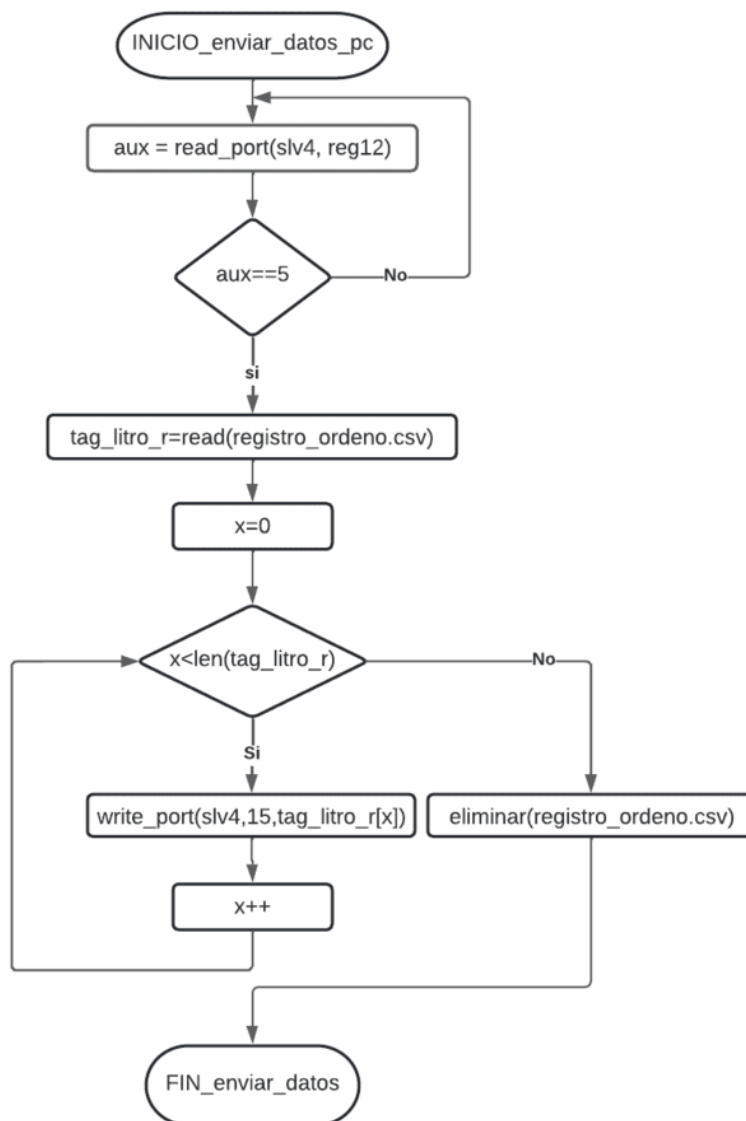 INICIO_enviar_datos_pc
aux = read_port(slv4, reg12)
aux==5
No
si
tag_litro_r=read(registro_ordeno.csv)
x=0
x<len(tag_litro_r)
No
Si
write_port(slv4,15,tag_litro_r[x])
eliminar(registro_ordeno.csv)
x++
FIN_enviar_datos